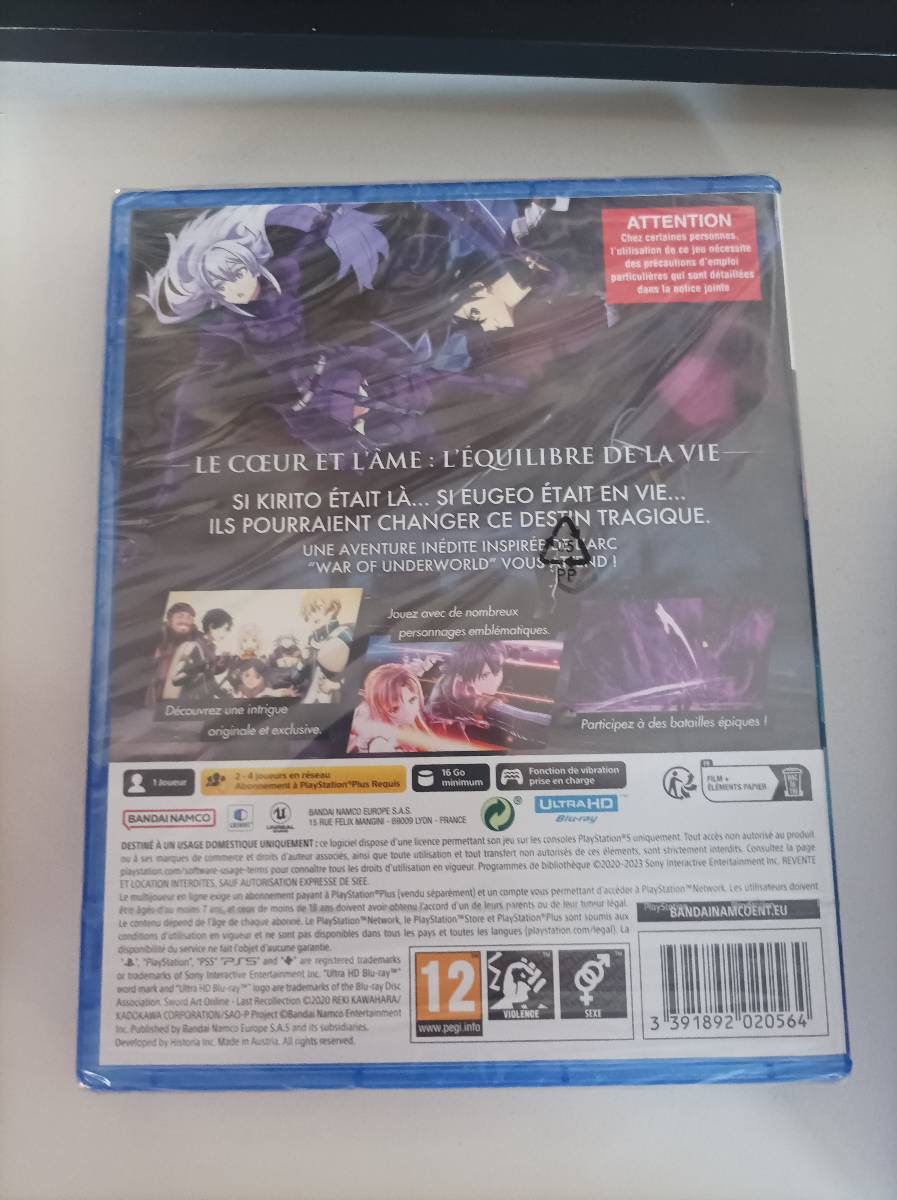 ATTENTION
Chez certaines personnes,
l'utilisation de ce jeu nécessite
des précautions d'emploi
particulières qui sont détaillées
dans la notice jointe
LE CŒUR ET L'ÂME : L'ÉQUILIBRE DE LA VIE
SI KIRITO ÉTAIT LÀ... SI EUGEO ÉTAIT EN VIE...
ILS POURRAIENT CHANGER CE DESTIN TRAGIQUE.
UNE AVENTURE INÉDITE INSPIRÉE DE L'ARC
"WAR OF UNDERWORLD" VOUS ATTEND !
5
PP
Jouez avec de nombreux
personnages emblématiques.
Découvrez une intrigue
originale et exclusive.
Participez à des batailles épiques !
1 Joueur
2 - 4 joueurs en réseau
Abonnement à PlayStation®Plus Requis
16 Go
minimum
Fonction de vibration
prise en charge
FR
FILM +
ÉLÉMENTS PAPIER
BAC DE TRI
BANDAI NAMCO
UNREAL
BANDAI NAMCO EUROPE S.A.S.
15 RUE FELIX MANGINI - 69009 LYON - FRANCE
ULTRA HD
Blu-ray™
DESTINÉ À UN USAGE DOMESTIQUE UNIQUEMENT : ce logiciel dispose d'une licence permettant son jeu sur les consoles PlayStation®5 uniquement. Tout accès non autorisé au produit
ou à ses marques de commerce et droits d'auteur associés, ainsi que toute utilisation et tout transfert non autorisés de ces éléments, sont strictement interdits. Consultez la page
playstation.com/software-usage-terms pour connaître tous les droits d'utilisation en vigueur. Programmes de bibliothèque ©2020-2023 Sony Interactive Entertainment Inc. REVENTE
ET LOCATION INTERDITES, SAUF AUTORISATION EXPRESSE DE SIEE.
Le multijoueur en ligne exige un abonnement payant à PlayStation®Plus (vendu séparément) et un compte vous permettant d'accéder à PlayStation™Network. Les utilisateurs doivent
être âgés d'au moins 7 ans, et ceux de moins de 18 ans doivent avoir obtenu l'accord d'un de leurs parents ou de leur tuteur légal.
Le contenu dépend de l'âge de chaque abonné. Le PlayStation™Network, le PlayStation™Store et PlayStation®Plus sont soumis aux
conditions d'utilisation en vigueur et ne sont pas disponibles dans tous les pays et toutes les langues (playstation.com/legal). La
disponibilité du service ne fait l'objet d'aucune garantie.
BANDAINAMCOENT.EU
" ", "PlayStation", "PS5" "PS5" and " " are registered trademarks
or trademarks of Sony Interactive Entertainment Inc. "Ultra HD Blu-ray™"
word mark and "Ultra HD Blu-ray™" logo are trademarks of the Blu-ray Disc
Association. Sword Art Online - Last Recollection ©2020 REKI KAWAHARA/
KADOKAWA CORPORATION/SAO-P Project ©Bandai Namco Entertainment
Inc. Published by Bandai Namco Europe S.A.S and its subsidiaries.
Developed by Historia Inc. Made in Austria. All rights reserved.
12
www.pegi.info
VIOLENCE
SEXE
3 391892 020564